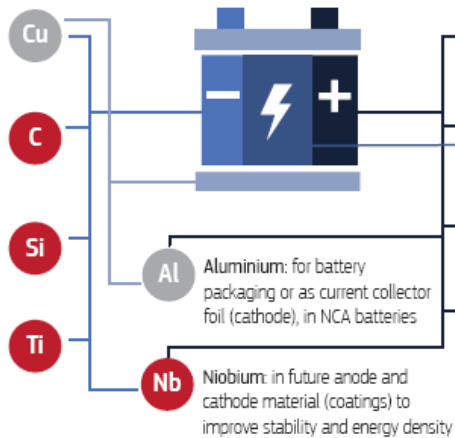 Cu
C
Si
Ti
− +
Al
Aluminium: for battery
packaging or as current collector
foil (cathode), in NCA batteries
Nb
Niobium: in future anode and
cathode material (coatings) to
improve stability and energy density